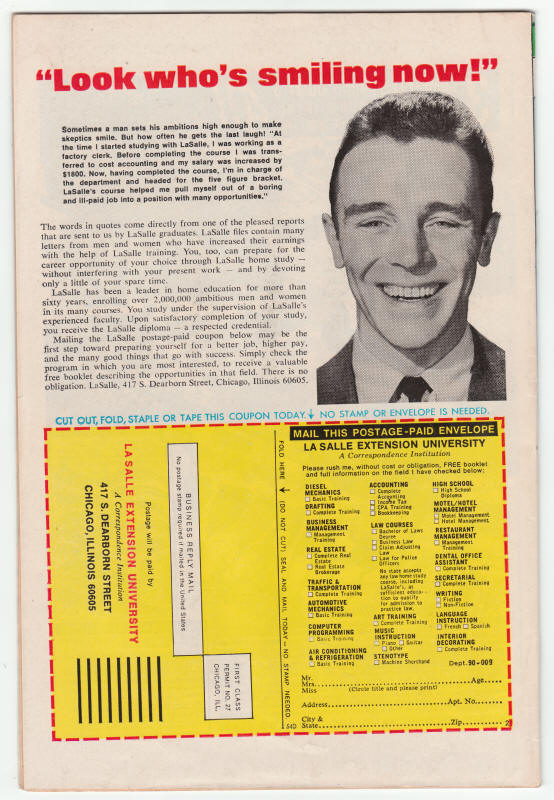 “Look who’s smiling now!”
Sometimes a man sets his ambitions high enough to make
skeptics smile. But how often he gets the last laugh! “At
the time I started studying with LaSalle, I was working as a
factory clerk. Before completing the course I was trans-
ferred to cost accounting and my salary was increased by
$1800. Now, having completed the course, I’m in charge of
the department and headed for the five figure bracket.
LaSalle’s course helped me pull myself out of a boring
and ill-paid job into a position with many opportunities.”
The words in quotes come directly from one of the pleased reports
that are sent to us by LaSalle graduates. LaSalle files contain many
letters from men and women who have increased their earnings
with the help of LaSalle training. You, too, can prepare for the
career opportunity of your choice through LaSalle home study —
without interfering with your present work — and by devoting
only a little of your spare time.
LaSalle has been a leader in home education for more than
sixty years, enrolling over 2,000,000 ambitious men and women
in its many courses. You study under the supervision of LaSalle’s
experienced faculty. Upon satisfactory completion of your study,
you receive the LaSalle diploma — a respected credential.
Mailing the LaSalle postage-paid coupon below may be the
first step toward preparing yourself for a better job, higher pay,
and the many good things that go with success. Simply check the
program in which you are most interested, to receive a valuable
free booklet describing the opportunities in that field. There is no
obligation. LaSalle, 417 S. Dearborn Street, Chicago, Illinois 60605.
CUT OUT, FOLD, STAPLE OR TAPE THIS COUPON TODAY. NO STAMP OR ENVELOPE IS NEEDED.
Postage will be paid by
LA SALLE EXTENSION UNIVERSITY
A Correspondence Institution
417 S. DEARBORN STREET
CHICAGO, ILLINOIS 60605
BUSINESS REPLY MAIL
No postage stamp required if mailed in the United States
FIRST CLASS
PERMIT NO. 27
CHICAGO, ILL.
FOLD HERE (DO NOT CUT) SEAL AND MAIL TODAY—NO STAMP NEEDED.
54D
MAIL THIS POSTAGE-PAID ENVELOPE
LA SALLE EXTENSION UNIVERSITY
A Correspondence Institution
Please rush me, without cost or obligation, FREE booklet
and full information on the field I have checked below:
DIESEL
MECHANICS
Basic Training
DRAFTING
Complete Training
BUSINESS
MANAGEMENT
Management
Training
REAL ESTATE
Complete Real
Estate
Real Estate
Brokerage
TRAFFIC &
TRANSPORTATION
Complete Training
AUTOMOTIVE
MECHANICS
Basic Training
COMPUTER
PROGRAMMING
Basic Training
AIR CONDITIONING
& REFRIGERATION
Basic Training
ACCOUNTING
Complete
Accounting
Income Tax
CPA Training
Bookkeeping
LAW COURSES
Bachelor of Laws
Degree
Business Law
Claim Adjusting
Law
Law for Police
Officers
No state accepts
any law home study
course, including
LaSalle's, as
sufficient educa-
tion to qualify
for admission to
practice law.
ART TRAINING
Complete Training
MUSIC
INSTRUCTION
Piano Guitar
Other
STENOTYPE
Machine Shorthand
HIGH SCHOOL
High School
Diploma
MOTEL/HOTEL
MANAGEMENT
Motel Management
Hotel Management
RESTAURANT
MANAGEMENT
Management
Training
DENTAL OFFICE
ASSISTANT
Complete Training
SECRETARIAL
Complete Training
WRITING
Fiction
Non-Fiction
LANGUAGE
INSTRUCTION
French Spanish
INTERIOR
DECORATING
Complete Training
Dept. 90-009
Mr.
Mrs. Age
Miss (Circle title and please print)
Address Apt. No.
City &
State Zip